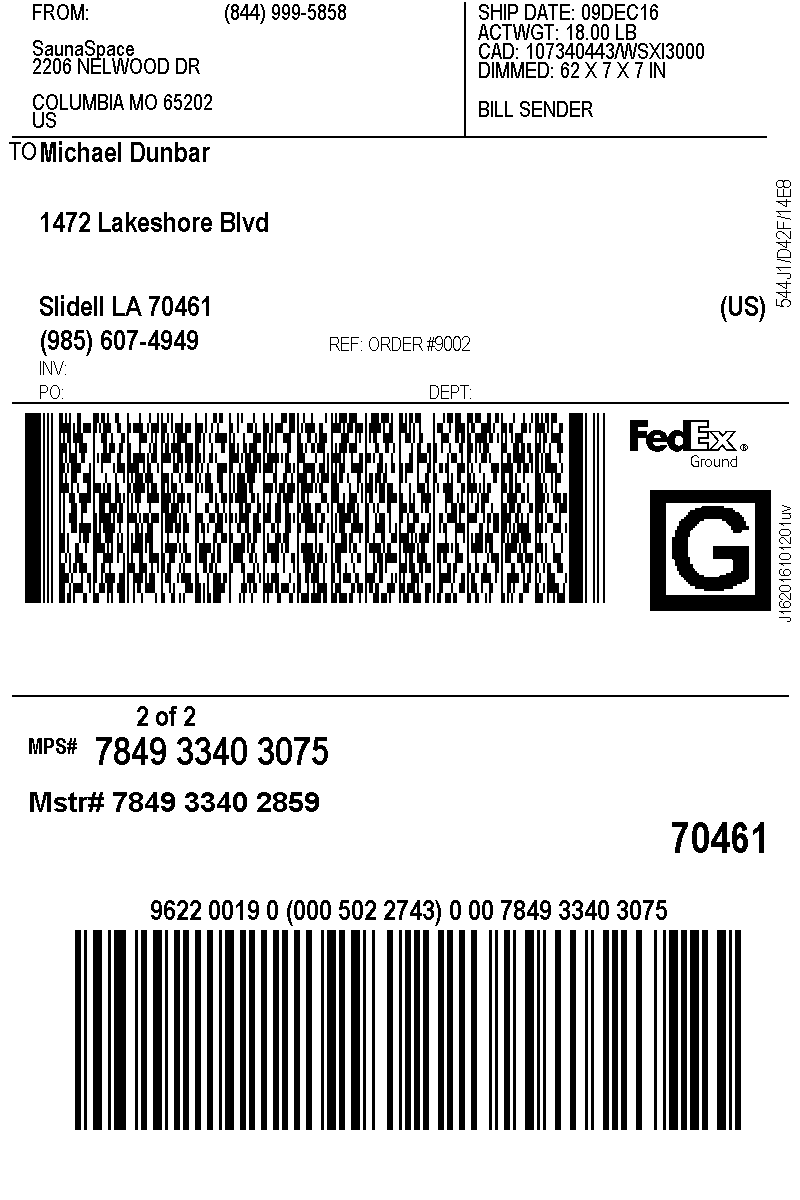 FROM: (844) 999-5858
SaunaSpace
2206 NELWOOD DR
COLUMBIA MO 65202
US
SHIP DATE: 09DEC16
ACTWGT: 18.00 LB
CAD: 107340443/WSXI3000
DIMMED: 62 X 7 X 7 IN
BILL SENDER
TO Michael Dunbar
1472 Lakeshore Blvd
Slidell LA 70461 (US)
(985) 607-4949 REF: ORDER #9002
INV:
PO: DEPT:
544J1/D42F/14E8
FedEx ®
Ground
G
J162016101201uv
2 of 2
MPS# 7849 3340 3075
Mstr# 7849 3340 2859
70461
9622 0019 0 (000 502 2743) 0 00 7849 3340 3075